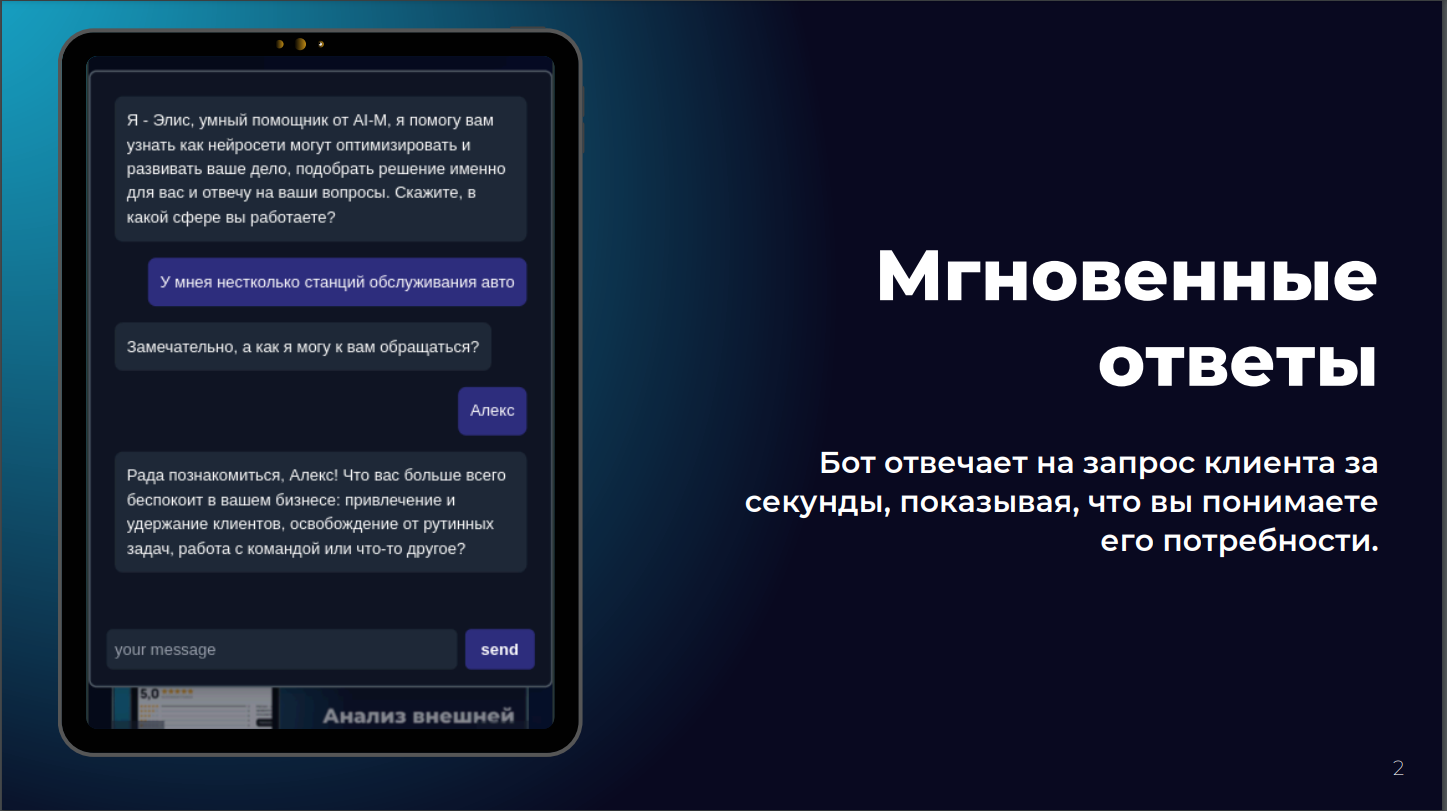 Я - Элис, умный помощник от AI-M, я помогу вам
узнать как нейросети могут оптимизировать и
развивать ваше дело, подобрать решение именно
для вас и отвечу на ваши вопросы. Скажите, в
какой сфере вы работаете?
У мнея нестколько станций обслуживания авто
Замечательно, а как я могу к вам обращаться?
Алекс
Рада познакомиться, Алекс! Что вас больше всего
беспокоит в вашем бизнесе: привлечение и
удержание клиентов, освобождение от рутинных
задач, работа с командой или что-то другое?
your message
send
5,0
Анализ внешней
Мгновенные
ответы
Бот отвечает на запрос клиента за
секунды, показывая, что вы понимаете
его потребности.
2